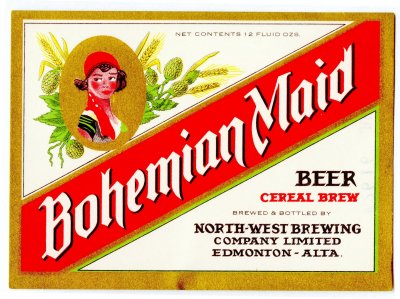 NET CONTENTS 12 FLUID OZS.
Bohemian Maid
BEER
CEREAL BREW
BREWED & BOTTLED BY
NORTH-WEST BREWING
COMPANY LIMITED
EDMONTON - ALTA.